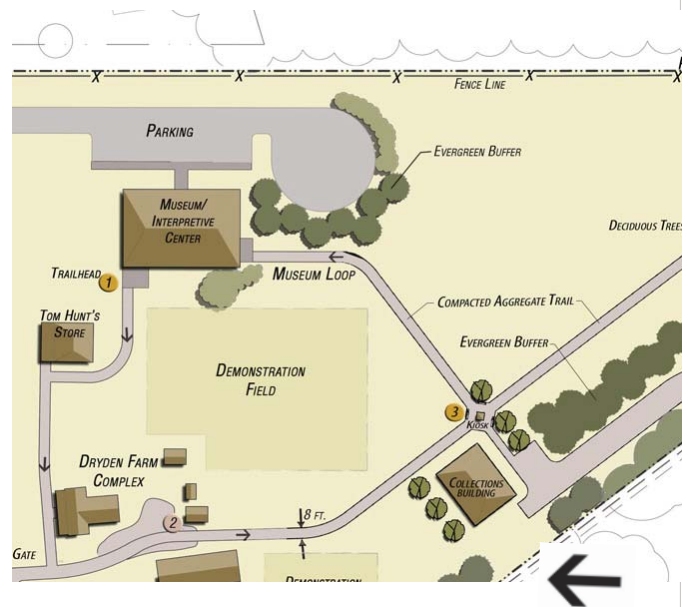 FENCE LINE
PARKING
EVERGREEN BUFFER
MUSEUM/
INTERPRETIVE
CENTER
DECIDUOUS TREES
TRAILHEAD
1
MUSEUM LOOP
COMPACTED AGGREGATE TRAIL
TOM HUNT'S
STORE
EVERGREEN BUFFER
DEMONSTRATION
FIELD
3
KIOSK
DRYDEN FARM
COMPLEX
COLLECTIONS
BUILDING
2
8 FT.
GATE
DEMONSTRATION